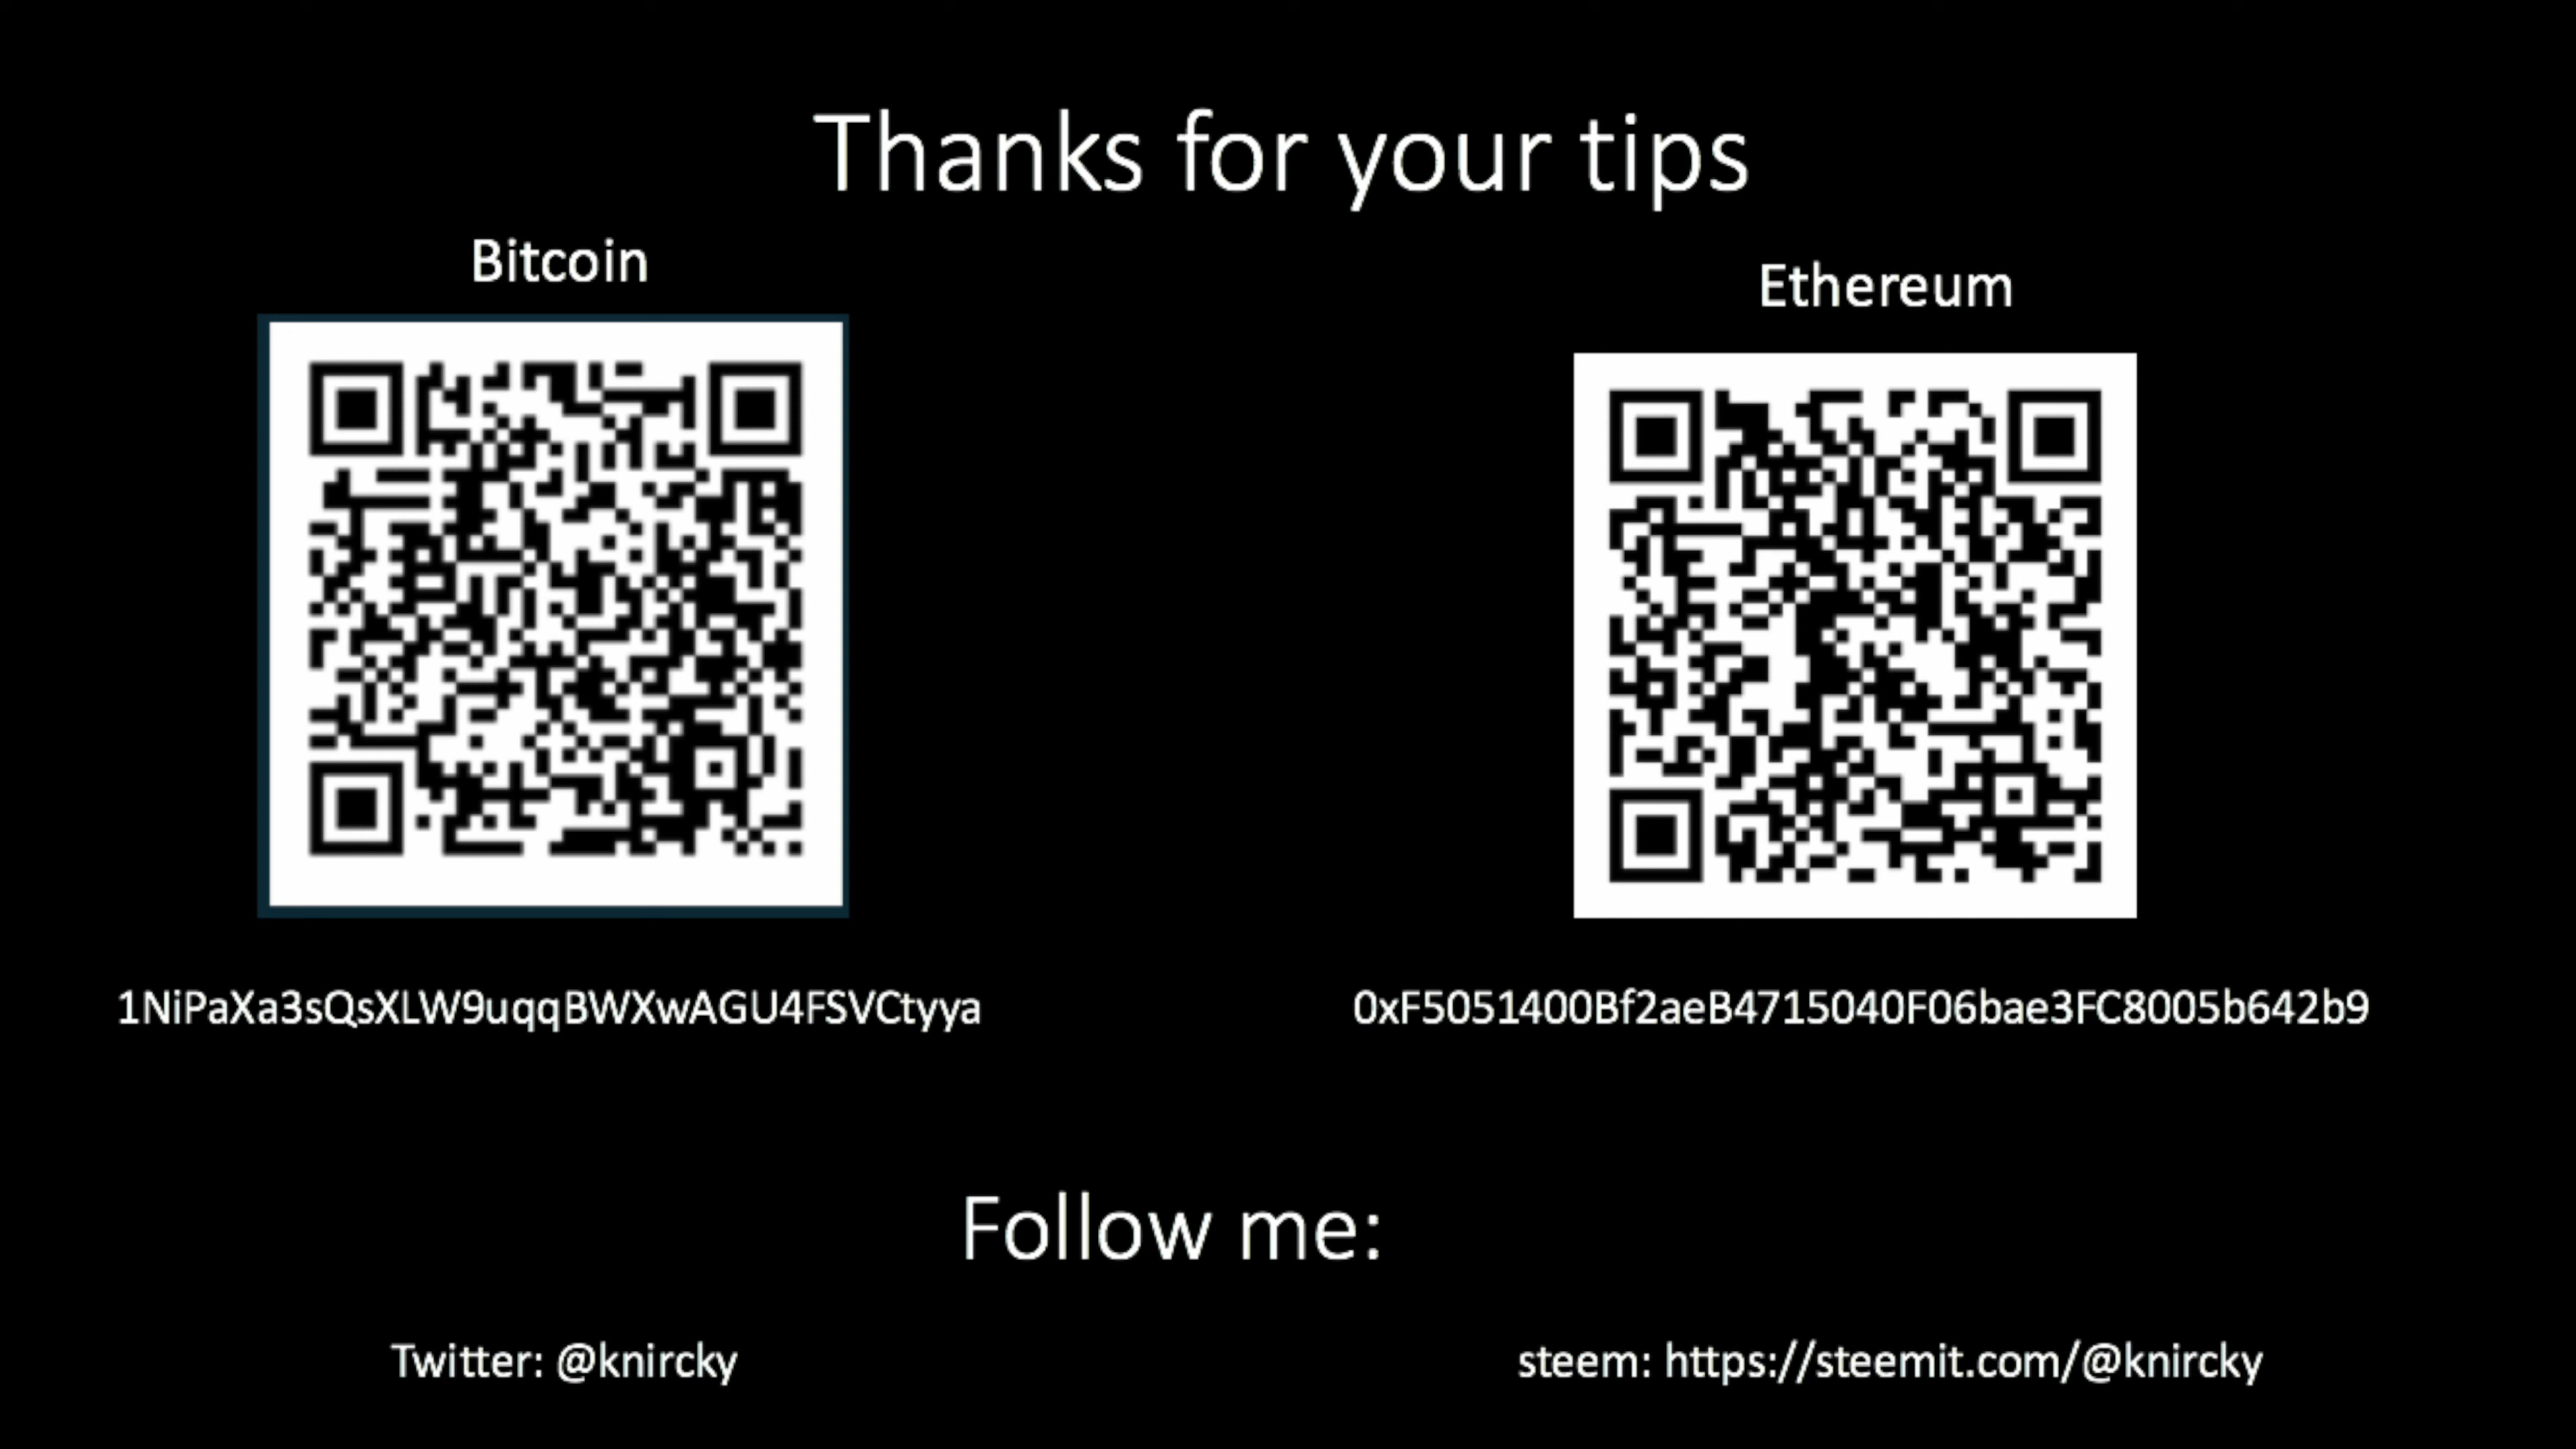 Thanks for your tips
Bitcoin
Ethereum
1NiPaXa3sQsXLW9uqqBWXwAGU4FSVCtyya
0xF5051400Bf2aeB4715040F06bae3FC8005b642b9
Follow me:
Twitter: @knircky
steem: https://steemit.com/@knircky